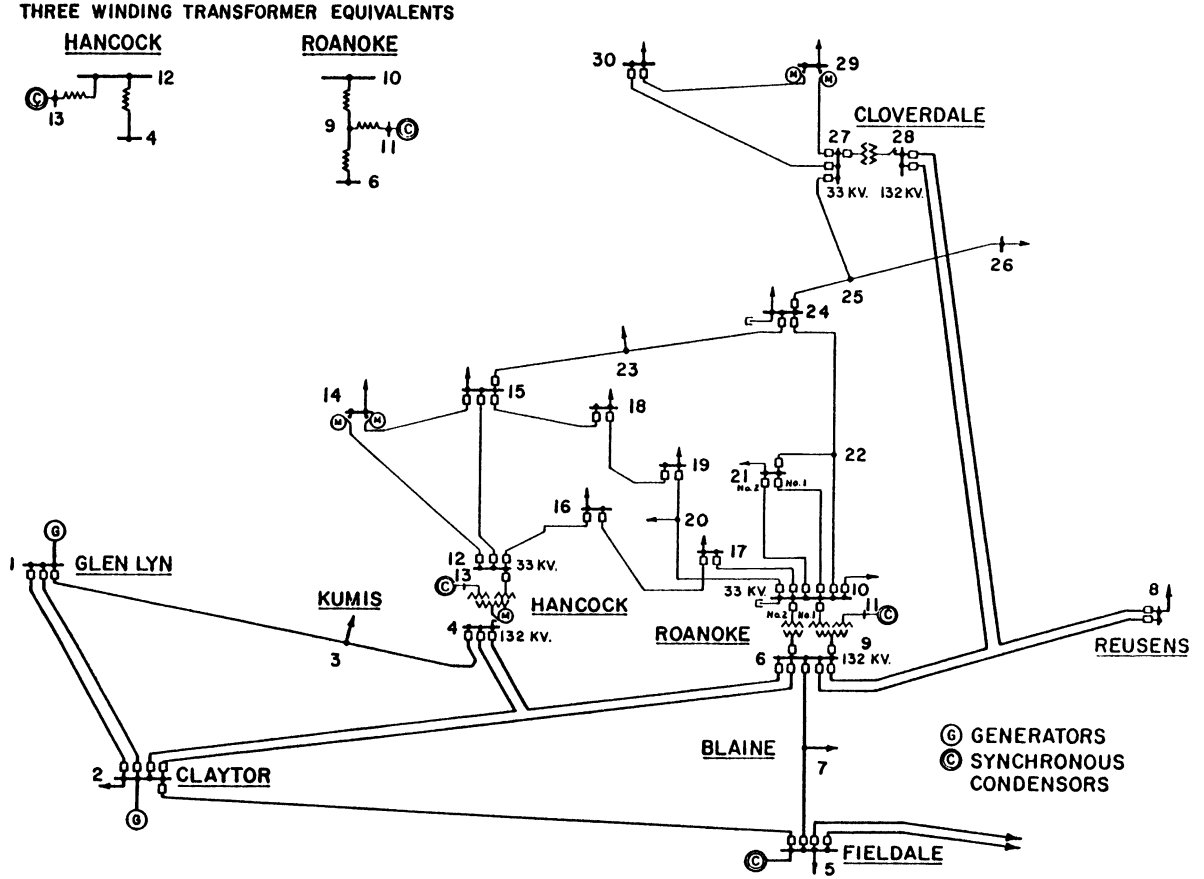 THREE WINDING TRANSFORMER EQUIVALENTS
HANCOCK
ROANOKE
12
C
13
4
10
9
C
11
6
30
29
M
M
CLOVERDALE
27
28
33 KV.
132 KV.
26
25
24
23
14
M
M
15
18
19
22
21
No.2
No.1
16
20
17
G
1
GLEN LYN
12
33 KV.
C
13
HANCOCK
M
KUMIS
3
4
132 KV.
33 KV.
10
No.2
No.1
11
C
ROANOKE
9
6
132 KV.
8
REUSENS
BLAINE
7
G GENERATORS
C SYNCHRONOUS
CONDENSORS
2
CLAYTOR
G
C
FIELDALE
5